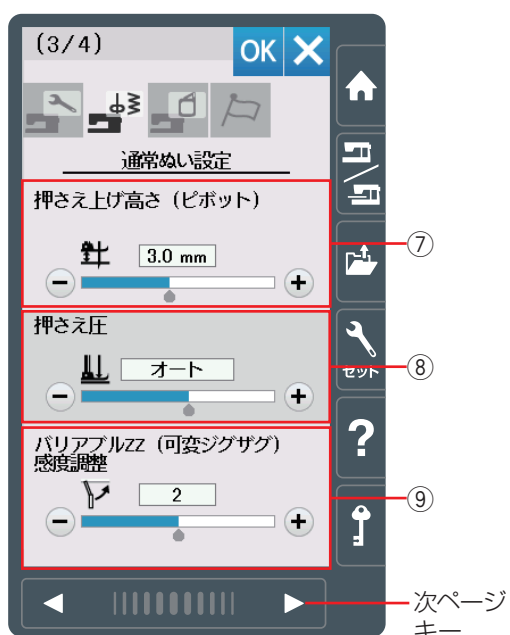 (3/4)
OK
通常ぬい設定
押さえ上げ高さ（ピボット）
3.0 mm
⑦
押さえ圧
オート
⑧
セット
バリアブルZZ（可変ジグザグ）
感度調整
2
⑨
?
次ページ
キー